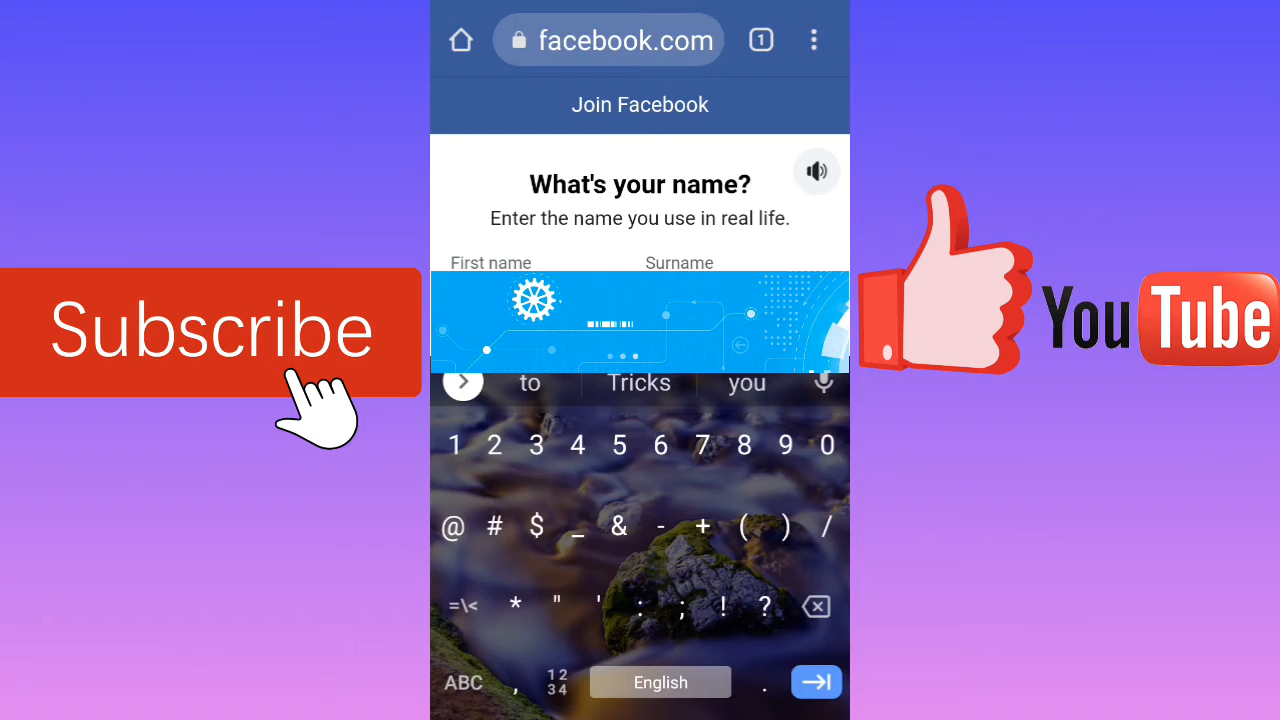 facebook.com 1
Join Facebook
What's your name?
Enter the name you use in real life.
First name Surname
Subscribe
YouTube
to Tricks you
1 2 3 4 5 6 7 8 9 0
@ # $ _ & - + ( ) /
=\< * " ' : ; ! ?
ABC , 12 34 English .